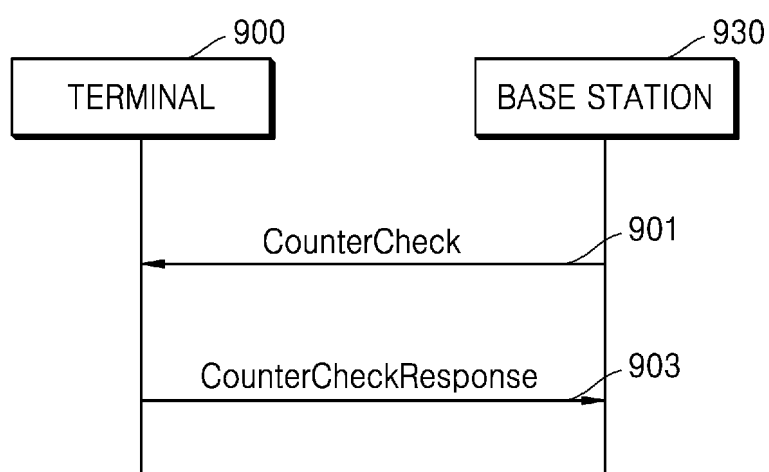 900
930
TERMINAL
BASE STATION
CounterCheck
901
CounterCheckResponse
903